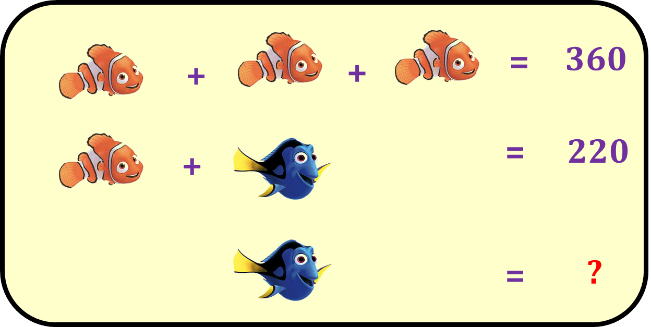 + + = 360
+ = 220
= ?